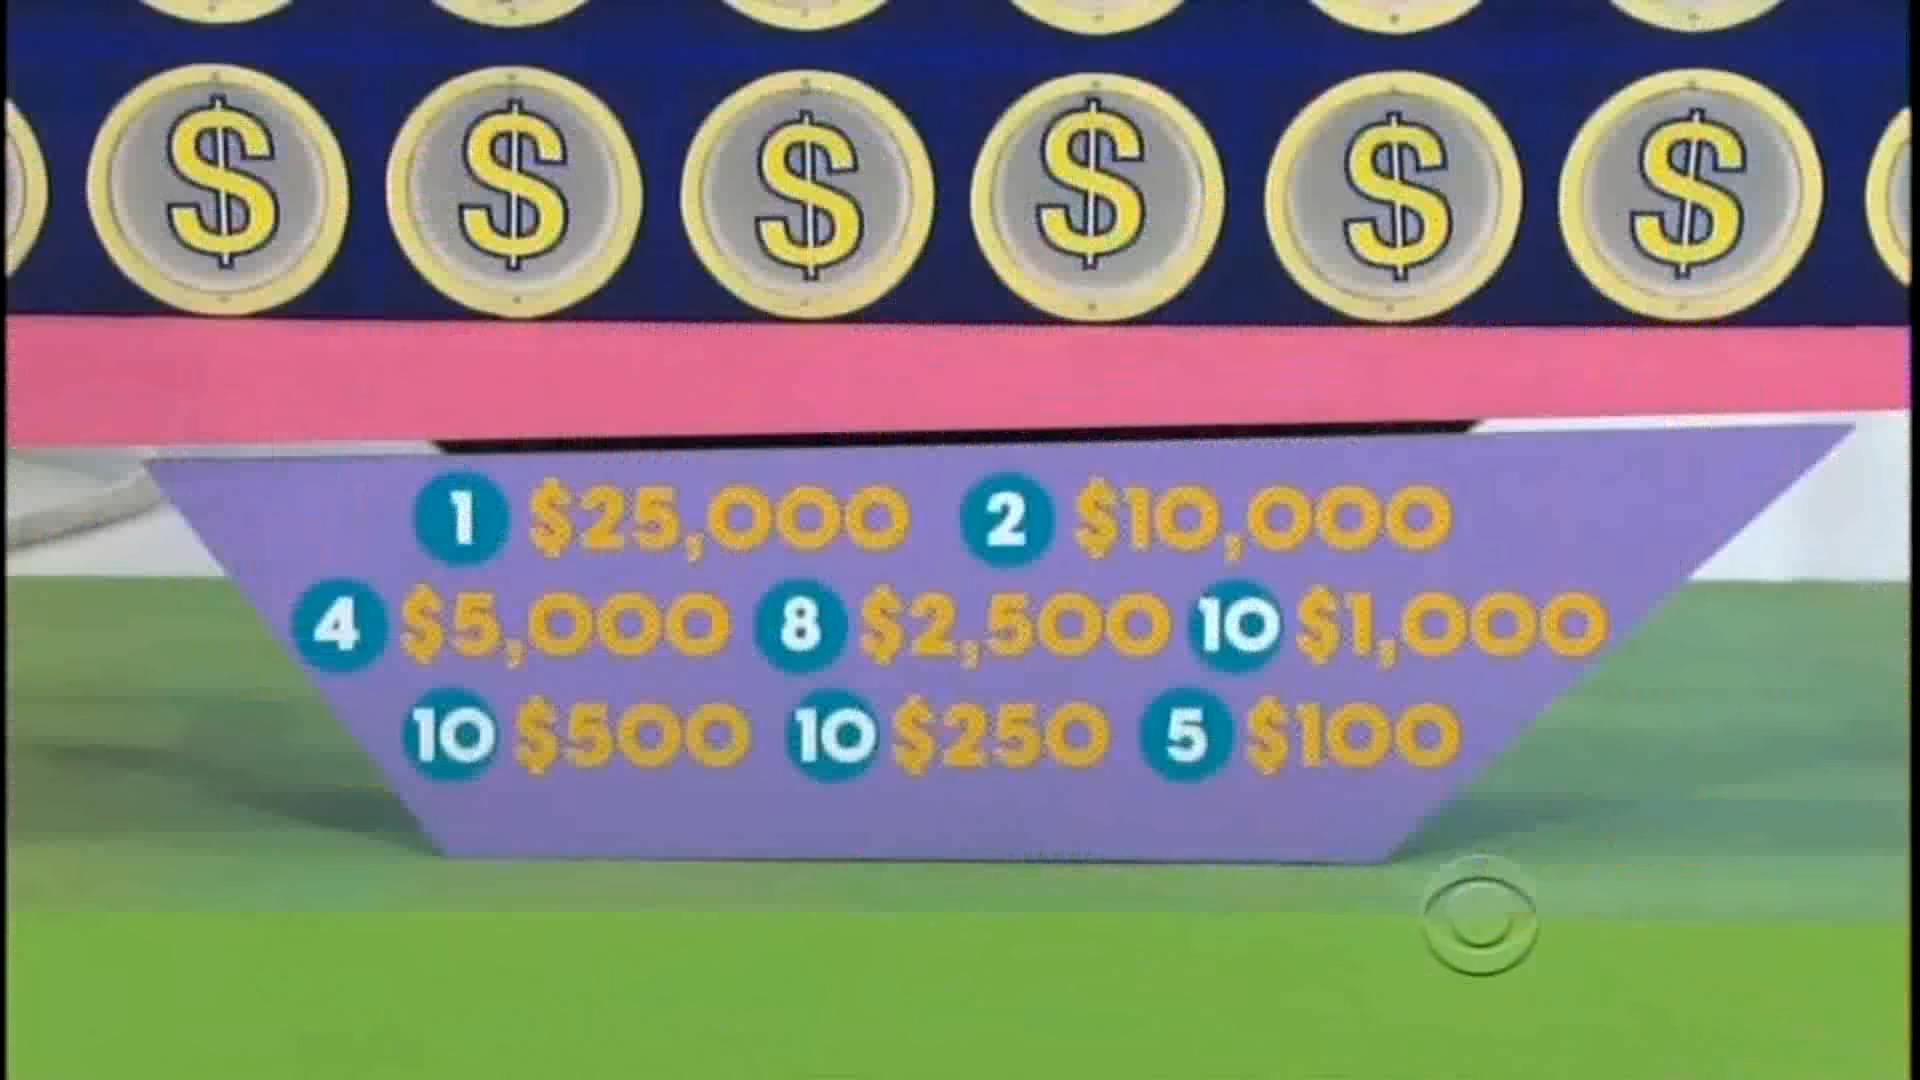 $ $ $ $ $ $
1 $25,000 2 $10,000
4 $5,000 8 $2,500 10 $1,000
10 $500 10 $250 5 $100